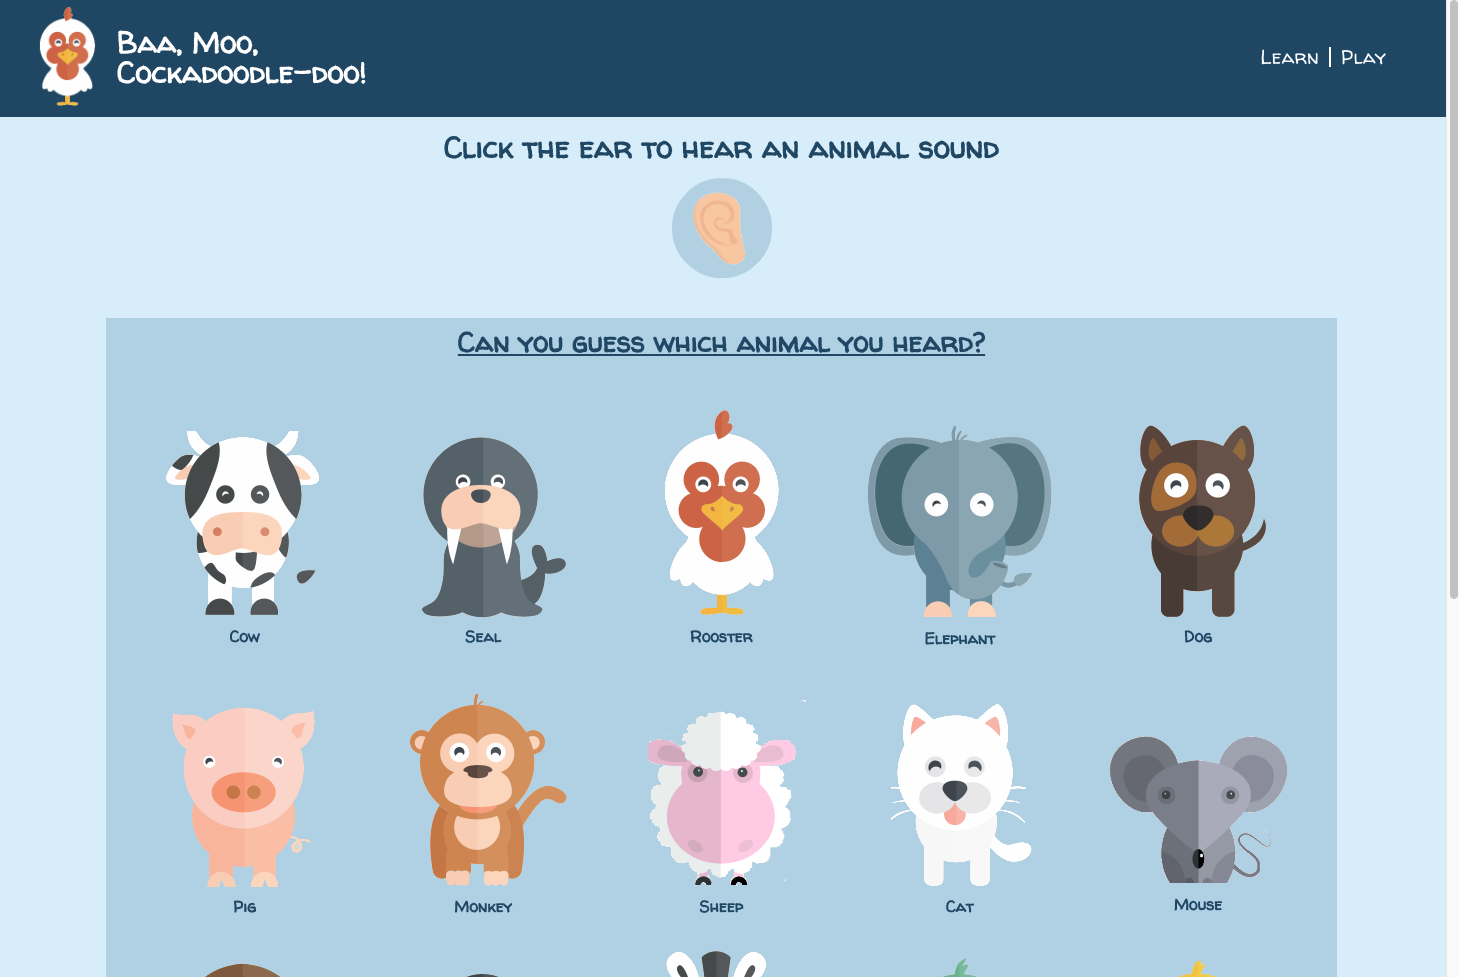 Baa, Moo,
Cockadoodle-doo!
Learn | Play
Click the ear to hear an animal sound
Can you guess which animal you heard?
Cow
Seal
Rooster
Elephant
Dog
Pig
Monkey
Sheep
Cat
Mouse